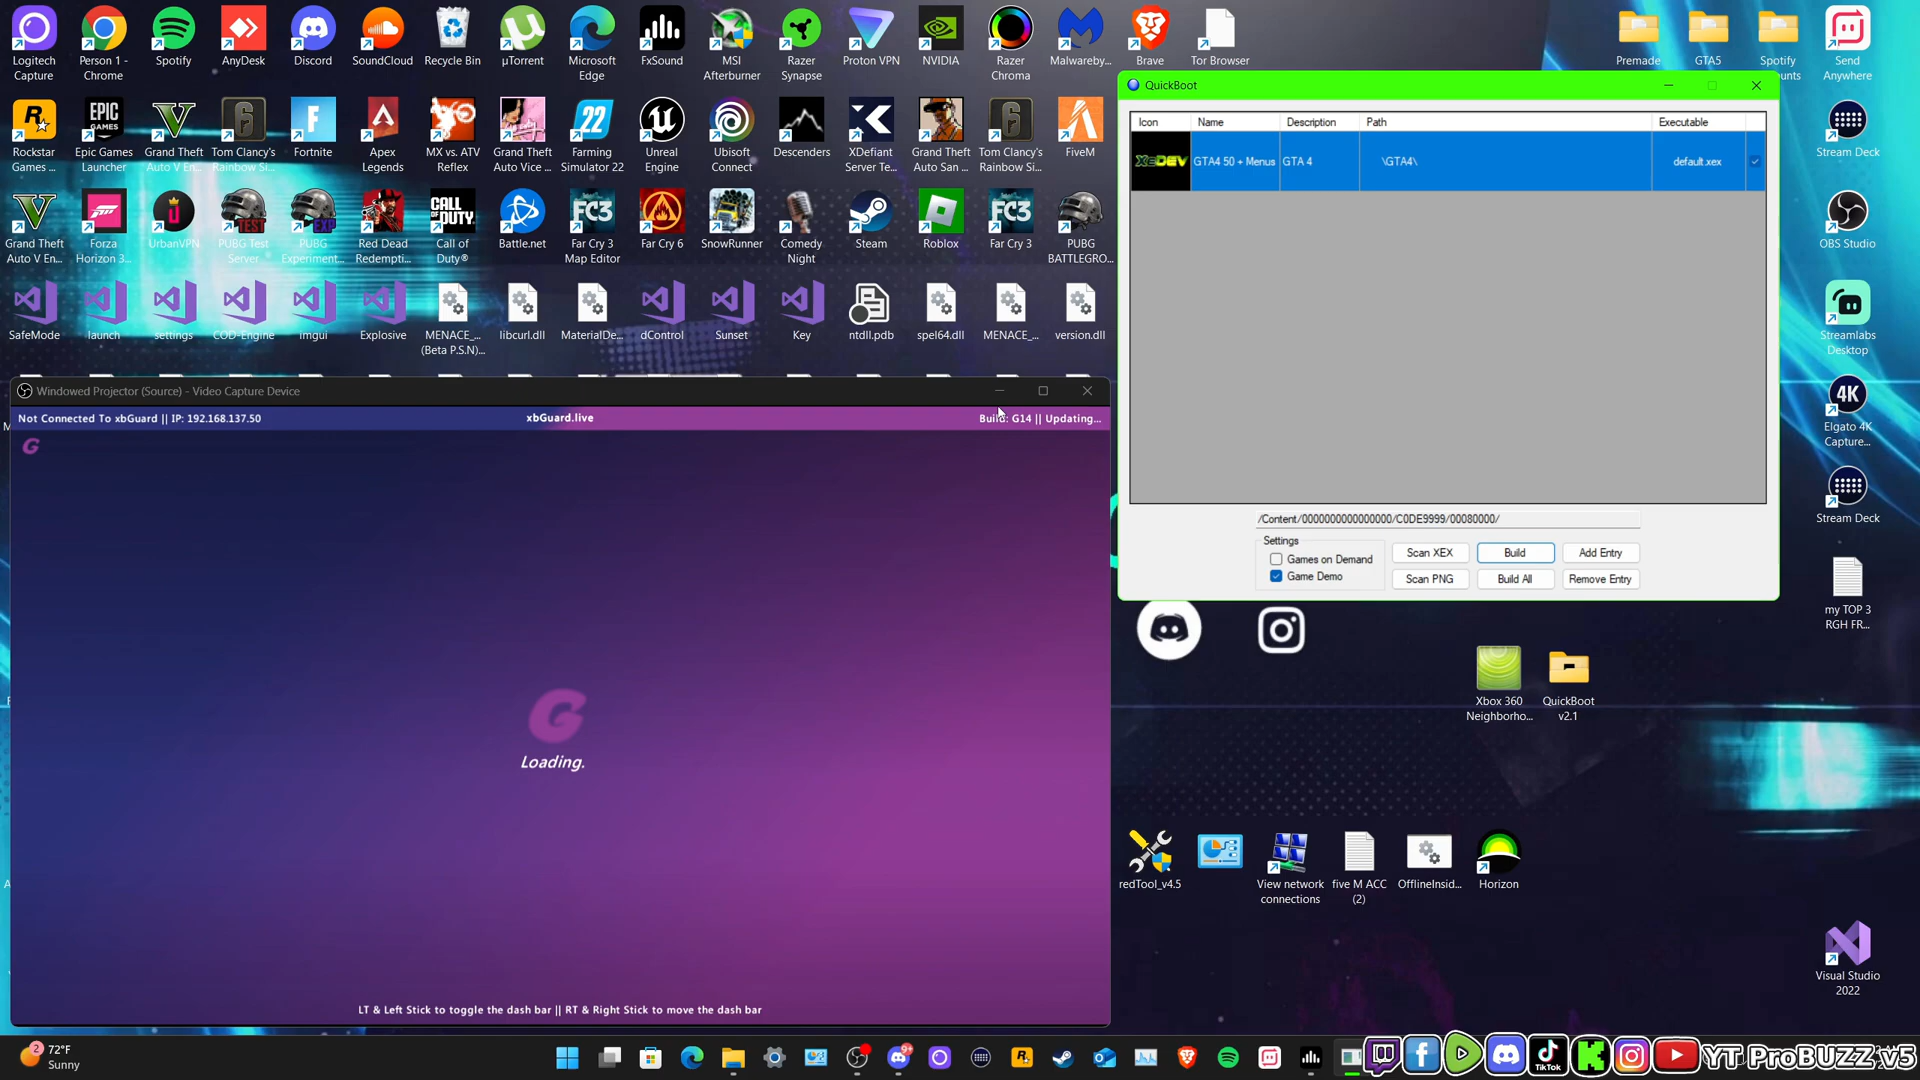 Logitech Capture
Person 1 - Chrome
Spotify
AnyDesk
Discord
SoundCloud
Recycle Bin
µTorrent
Microsoft Edge
FxSound
MSI Afterburner
Razer Synapse
Proton VPN
NVIDIA
Razer Chroma
Malwareby...
Brave
Tor Browser
Premade
GTA5
Spotify
unts
Send Anywhere
Rockstar Games ...
Epic Games Launcher
Grand Theft Auto V En...
Tom Clancy's Rainbow Si...
Fortnite
Apex Legends
MX vs. ATV Reflex
Grand Theft Auto Vice ...
Farming Simulator 22
Unreal Engine
Ubisoft Connect
Descenders
XDefiant Server Te...
Grand Theft Auto San ...
Tom Clancy's Rainbow Si...
FiveM
Stream Deck
Grand Theft Auto V En...
Forza Horizon 3...
UrbanVPN
PUBG Test Server
PUBG Experiment...
Red Dead Redempti...
Call of Duty®
Battle.net
Far Cry 3 Map Editor
Far Cry 6
SnowRunner
Comedy Night
Steam
Roblox
Far Cry 3
PUBG BATTLEGRO...
OBS Studio
SafeMode
launch
settings
COD-Engine
imgui
Explosive
MENACE_... (Beta P.S.N)...
libcurl.dll
MaterialDe...
dControl
Sunset
Key
ntdll.pdb
spel64.dll
MENACE_...
version.dll
Streamlabs Desktop
QuickBoot
Icon Name Description Path Executable
XeDEV GTA4 50 + Menus GTA 4 \GTA4\ default.xex
/Content/0000000000000000/C0DE9999/00080000/
Settings
Games on Demand
Game Demo
Scan XEX Build Add Entry
Scan PNG Build All Remove Entry
Windowed Projector (Source) - Video Capture Device
Not Connected To xbGuard || IP: 192.168.137.50
xbGuard.live
Build: G14 || Updating...
G
G
Loading.
LT & Left Stick to toggle the dash bar || RT & Right Stick to move the dash bar
4K
Elgato 4K Capture...
Stream Deck
my TOP 3 RGH FR...
Xbox 360 Neighborho...
QuickBoot v2.1
redTool_v4.5
View network connections
five M ACC (2)
OfflineInsid...
Horizon
Visual Studio 2022
2
72°F
Sunny
9+
TikTok
YT ProBUZZ v5